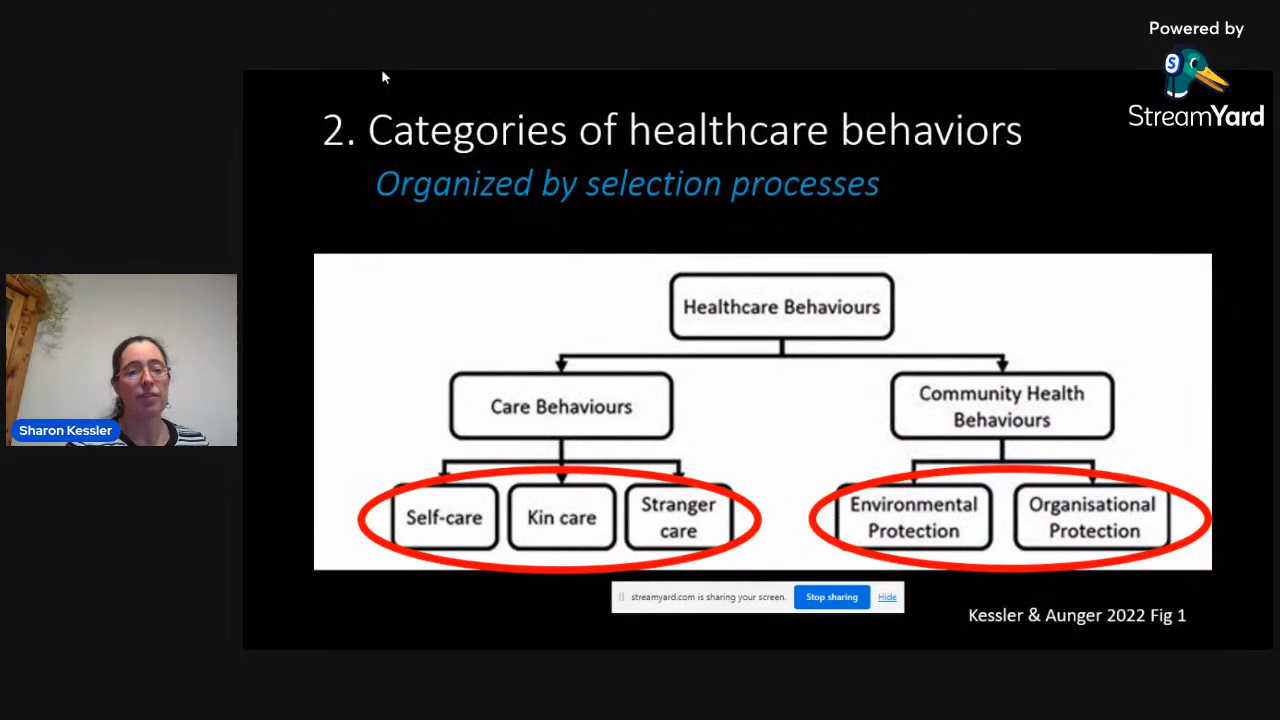 Powered by
StreamYard
2. Categories of healthcare behaviors
Organized by selection processes
Healthcare Behaviours
Care Behaviours
Community Health
Behaviours
Self-care
Kin care
Stranger
care
Environmental
Protection
Organisational
Protection
Sharon Kessler
streamyard.com is sharing your screen.
Stop sharing
Hide
Kessler & Aunger 2022 Fig 1